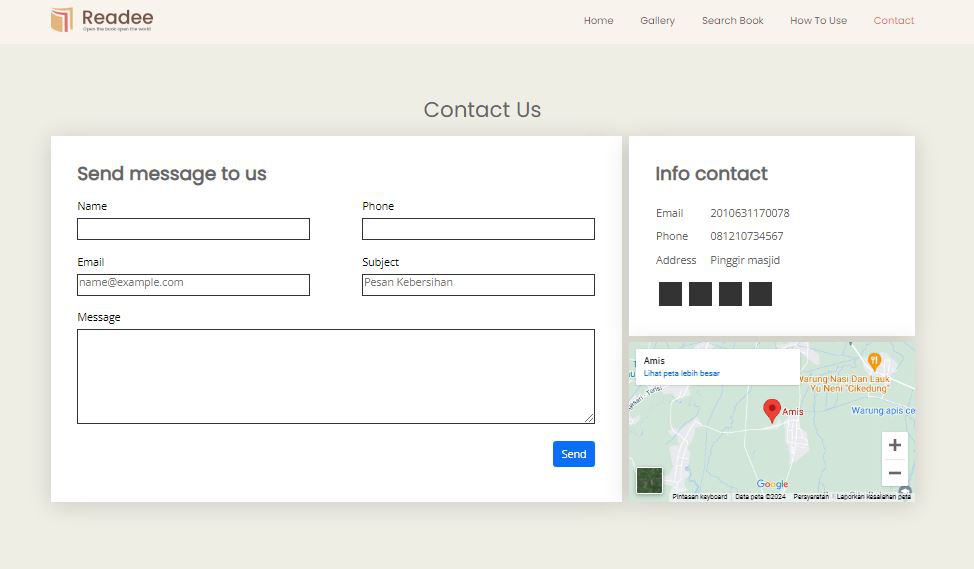 Readee
Open the book open the world
Home
Gallery
Search Book
How To Use
Contact
Contact Us
Send message to us
Name
Phone
Email
name@example.com
Subject
Pesan Kebersihan
Message
Send
Info contact
Email 2010631170078
Phone 081210734567
Address Pinggir masjid
Amis
Lihat peta lebih besar
Warung Nasi Dan Lauk
Yu Neni "Cikedung"
Amis
Warung apis ce
Google
Pintasan keyboard
Data peta ©2024
Persyaratan
Laporkan kesalahan peta